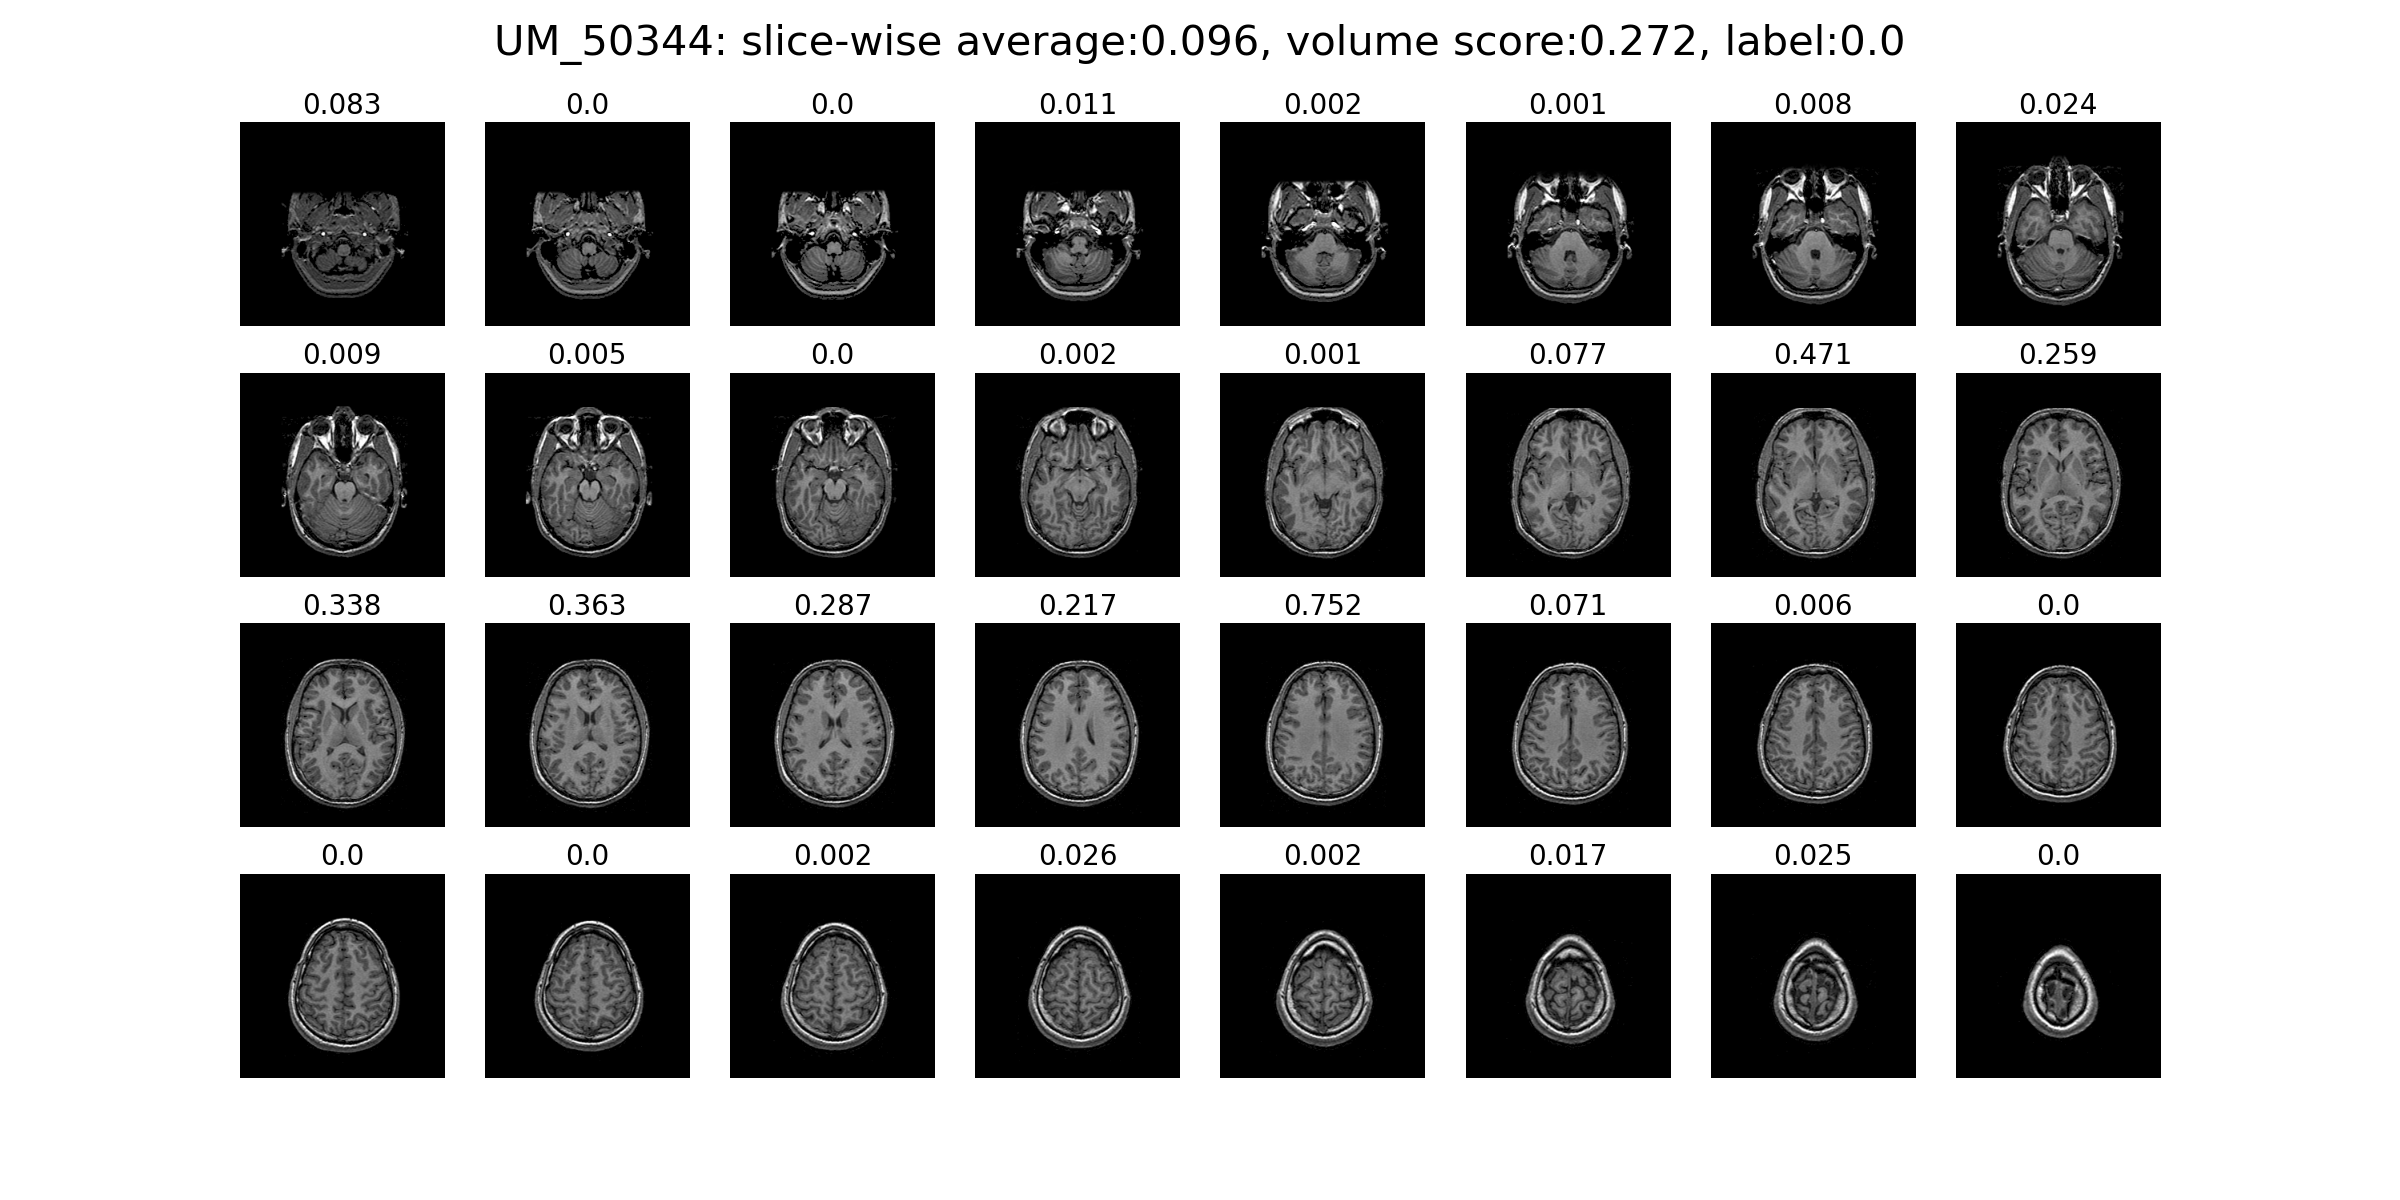 UM_50344: slice-wise average:0.096, volume score:0.272, label:0.0
0.083 0.0 0.0 0.011 0.002 0.001 0.008 0.024
0.009 0.005 0.0 0.002 0.001 0.077 0.471 0.259
0.338 0.363 0.287 0.217 0.752 0.071 0.006 0.0
0.0 0.0 0.002 0.026 0.002 0.017 0.025 0.0